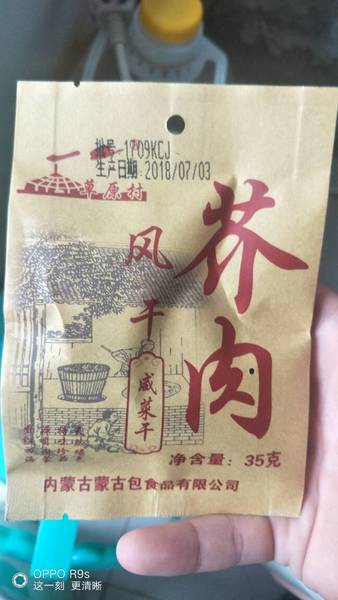 批号 1709KCJ
生产日期:2018/07/03
草原村
芥肉
风干
咸菜干
净含量：35克
内蒙古蒙古包食品有限公司
OPPO R9s
这一刻 更清晰